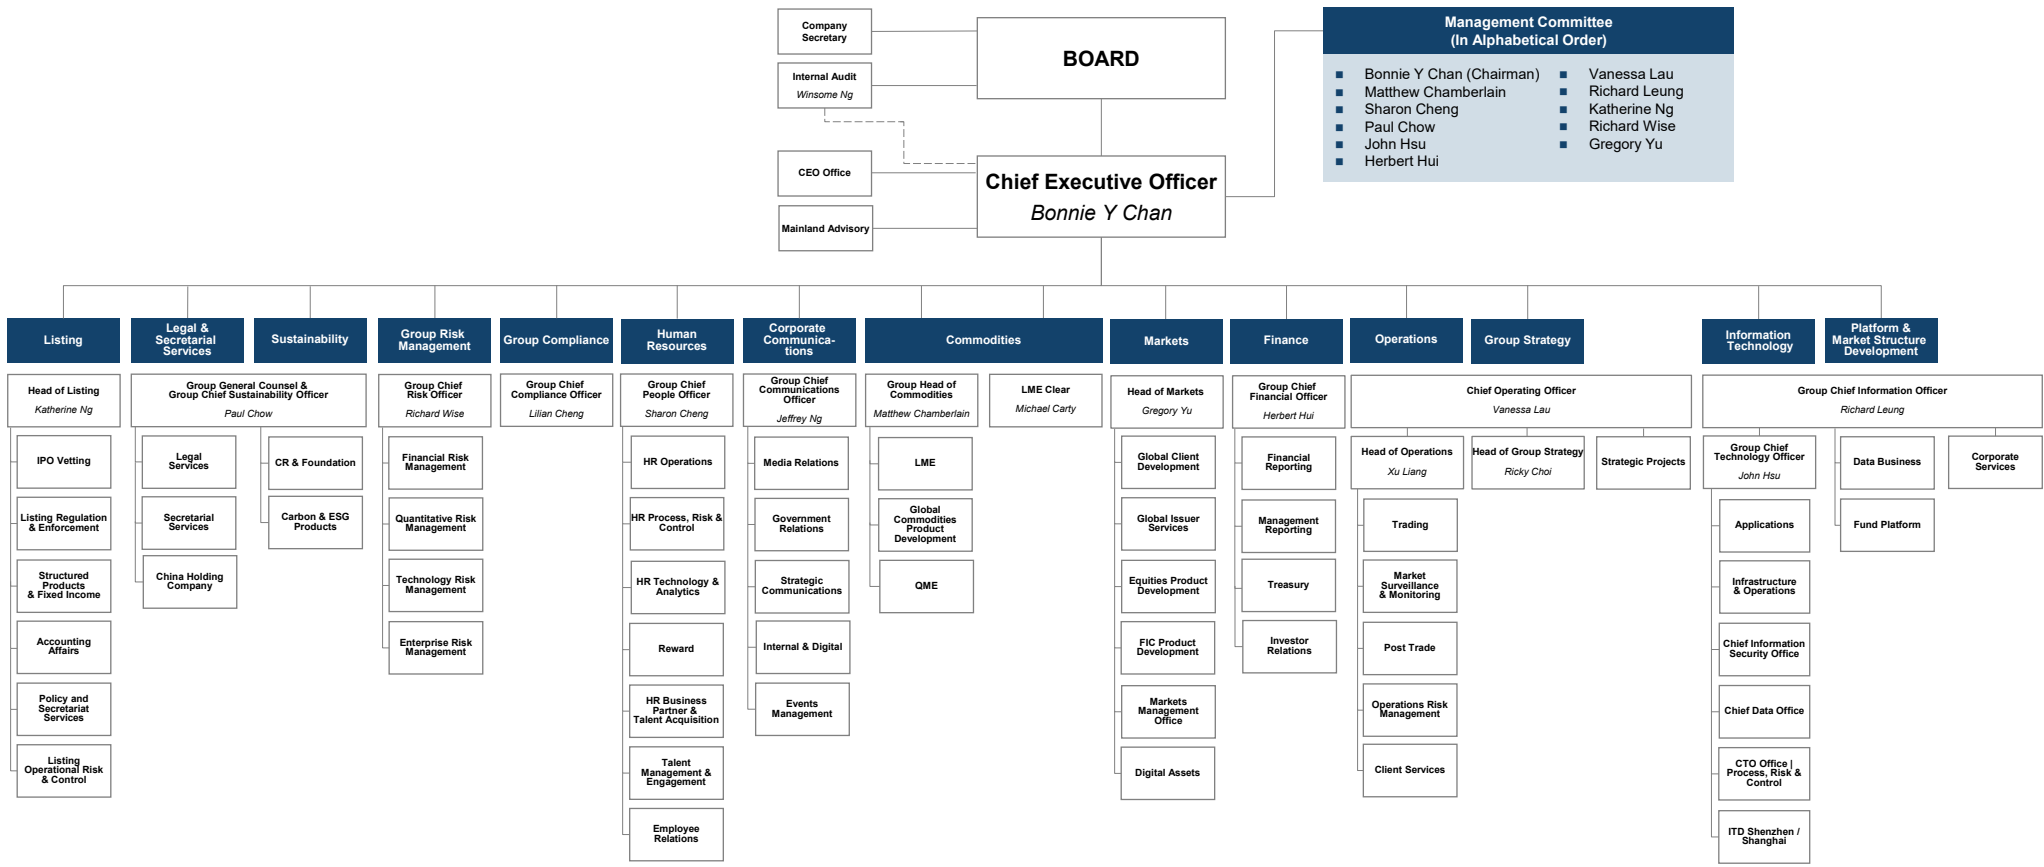 Company
Secretary
Internal Audit
Winsome Ng
BOARD
CEO Office
Mainland Advisory
Chief Executive Officer
Bonnie Y Chan
Management Committee
(In Alphabetical Order)
Bonnie Y Chan (Chairman)
Matthew Chamberlain
Sharon Cheng
Paul Chow
John Hsu
Herbert Hui
Vanessa Lau
Richard Leung
Katherine Ng
Richard Wise
Gregory Yu
Listing
Head of Listing
Katherine Ng
IPO Vetting
Listing Regulation
& Enforcement
Structured
Products
& Fixed Income
Accounting
Affairs
Policy and
Secretariat
Services
Listing
Operational Risk
& Control
Legal &
Secretarial
Services
Sustainability
Group General Counsel &
Group Chief Sustainability Officer
Paul Chow
Legal
Services
Secretarial
Services
China Holding
Company
CR & Foundation
Carbon & ESG
Products
Group Risk
Management
Group Chief
Risk Officer
Richard Wise
Financial Risk
Management
Quantitative Risk
Management
Technology Risk
Management
Enterprise Risk
Management
Group Compliance
Group Chief
Compliance Officer
Lilian Cheng
Human
Resources
Group Chief
People Officer
Sharon Cheng
HR Operations
HR Process, Risk &
Control
HR Technology &
Analytics
Reward
HR Business
Partner &
Talent Acquisition
Talent
Management &
Engagement
Employee
Relations
Corporate
Communica-
tions
Group Chief
Communications
Officer
Jeffrey Ng
Media Relations
Government
Relations
Strategic
Communications
Internal & Digital
Events
Management
Commodities
Group Head of
Commodities
Matthew Chamberlain
LME
Global
Commodities
Product
Development
QME
LME Clear
Michael Carty
Markets
Head of Markets
Gregory Yu
Global Client
Development
Global Issuer
Services
Equities Product
Development
FIC Product
Development
Markets
Management
Office
Digital Assets
Finance
Group Chief
Financial Officer
Herbert Hui
Financial
Reporting
Management
Reporting
Treasury
Investor
Relations
Operations
Group Strategy
Chief Operating Officer
Vanessa Lau
Head of Operations
Xu Liang
Trading
Market
Surveillance
& Monitoring
Post Trade
Operations Risk
Management
Client Services
Head of Group Strategy
Ricky Choi
Strategic Projects
Information
Technology
Platform &
Market Structure
Development
Group Chief Information Officer
Richard Leung
Group Chief
Technology Officer
John Hsu
Applications
Infrastructure
& Operations
Chief Information
Security Office
Chief Data Office
CTO Office |
Process, Risk &
Control
ITD Shenzhen /
Shanghai
Data Business
Fund Platform
Corporate
Services